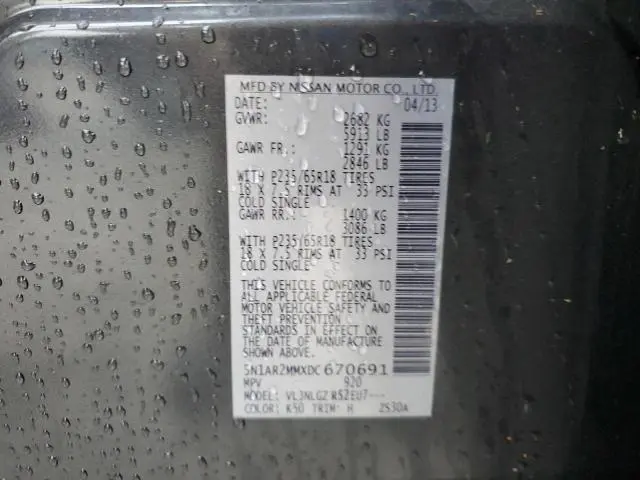 MFD BY NISSAN MOTOR CO., LTD.
DATE: 04/13
GVWR: 2682 KG
5913 LB
GAWR FR.: 1291 KG
2846 LB
WITH P235/65R18 TIRES
18 X 7.5 RIMS AT 33 PSI
COLD SINGLE
GAWR RR.: 1400 KG
3086 LB
WITH P235/65R18 TIRES
18 X 7.5 RIMS AT 33 PSI
COLD SINGLE
THIS VEHICLE CONFORMS TO
ALL APPLICABLE FEDERAL
MOTOR VEHICLE SAFETY AND
AND THEFT PREVENTION
STANDARDS IN EFFECT ON
THE DATE OF MANUFACTURE
SHOWN ABOVE.
5N1AR2MMXDC670691
MPV 920
MODEL: VL3NLGZ R52EU7---
COLOR: K50 TRIM: H 2S30A